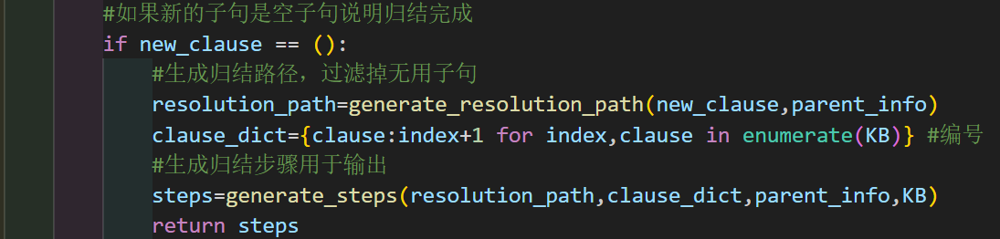 #如果新的子句是空子句说明归结完成
if new_clause == ():
#生成归结路径，过滤掉无用子句
resolution_path=generate_resolution_path(new_clause,parent_info)
clause_dict={clause:index+1 for index,clause in enumerate(KB)} #编号
#生成归结步骤用于输出
steps=generate_steps(resolution_path,clause_dict,parent_info,KB)
return steps